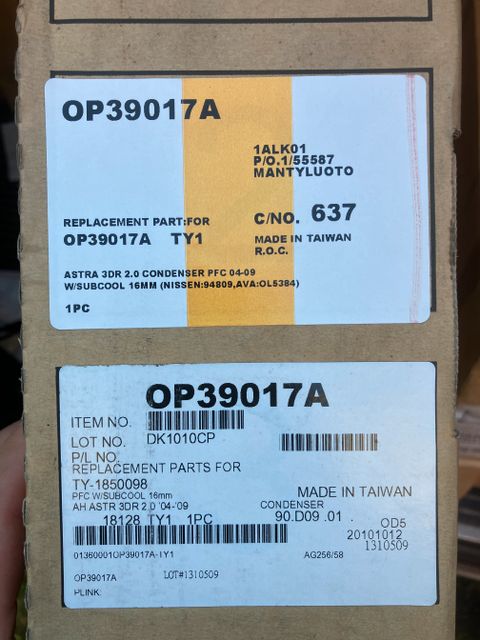 OP39017A
1ALK01
P/O.1/55587
MANTYLUOTO
REPLACEMENT PART:FOR
C/NO. 637
OP39017A TY1
MADE IN TAIWAN
R.O.C.
ASTRA 3DR 2.0 CONDENSER PFC 04-09
W/SUBCOOL 16MM (NISSEN:94809,AVA:OL5384)
1PC
OP39017A
ITEM NO.
LOT NO. DK1010CP
P/L NO.
REPLACEMENT PARTS FOR
TY-1850098
PFC W/SUBCOOL 16mm
MADE IN TAIWAN
AH ASTR 3DR 2.0 '04-'09
CONDENSER
18128 TY1 1PC
90.D09 .01 .
OD5
20101012
1310509
01360001OP39017A-TY1
AG256/58
OP39017A
LOT#1310509
PLINK: